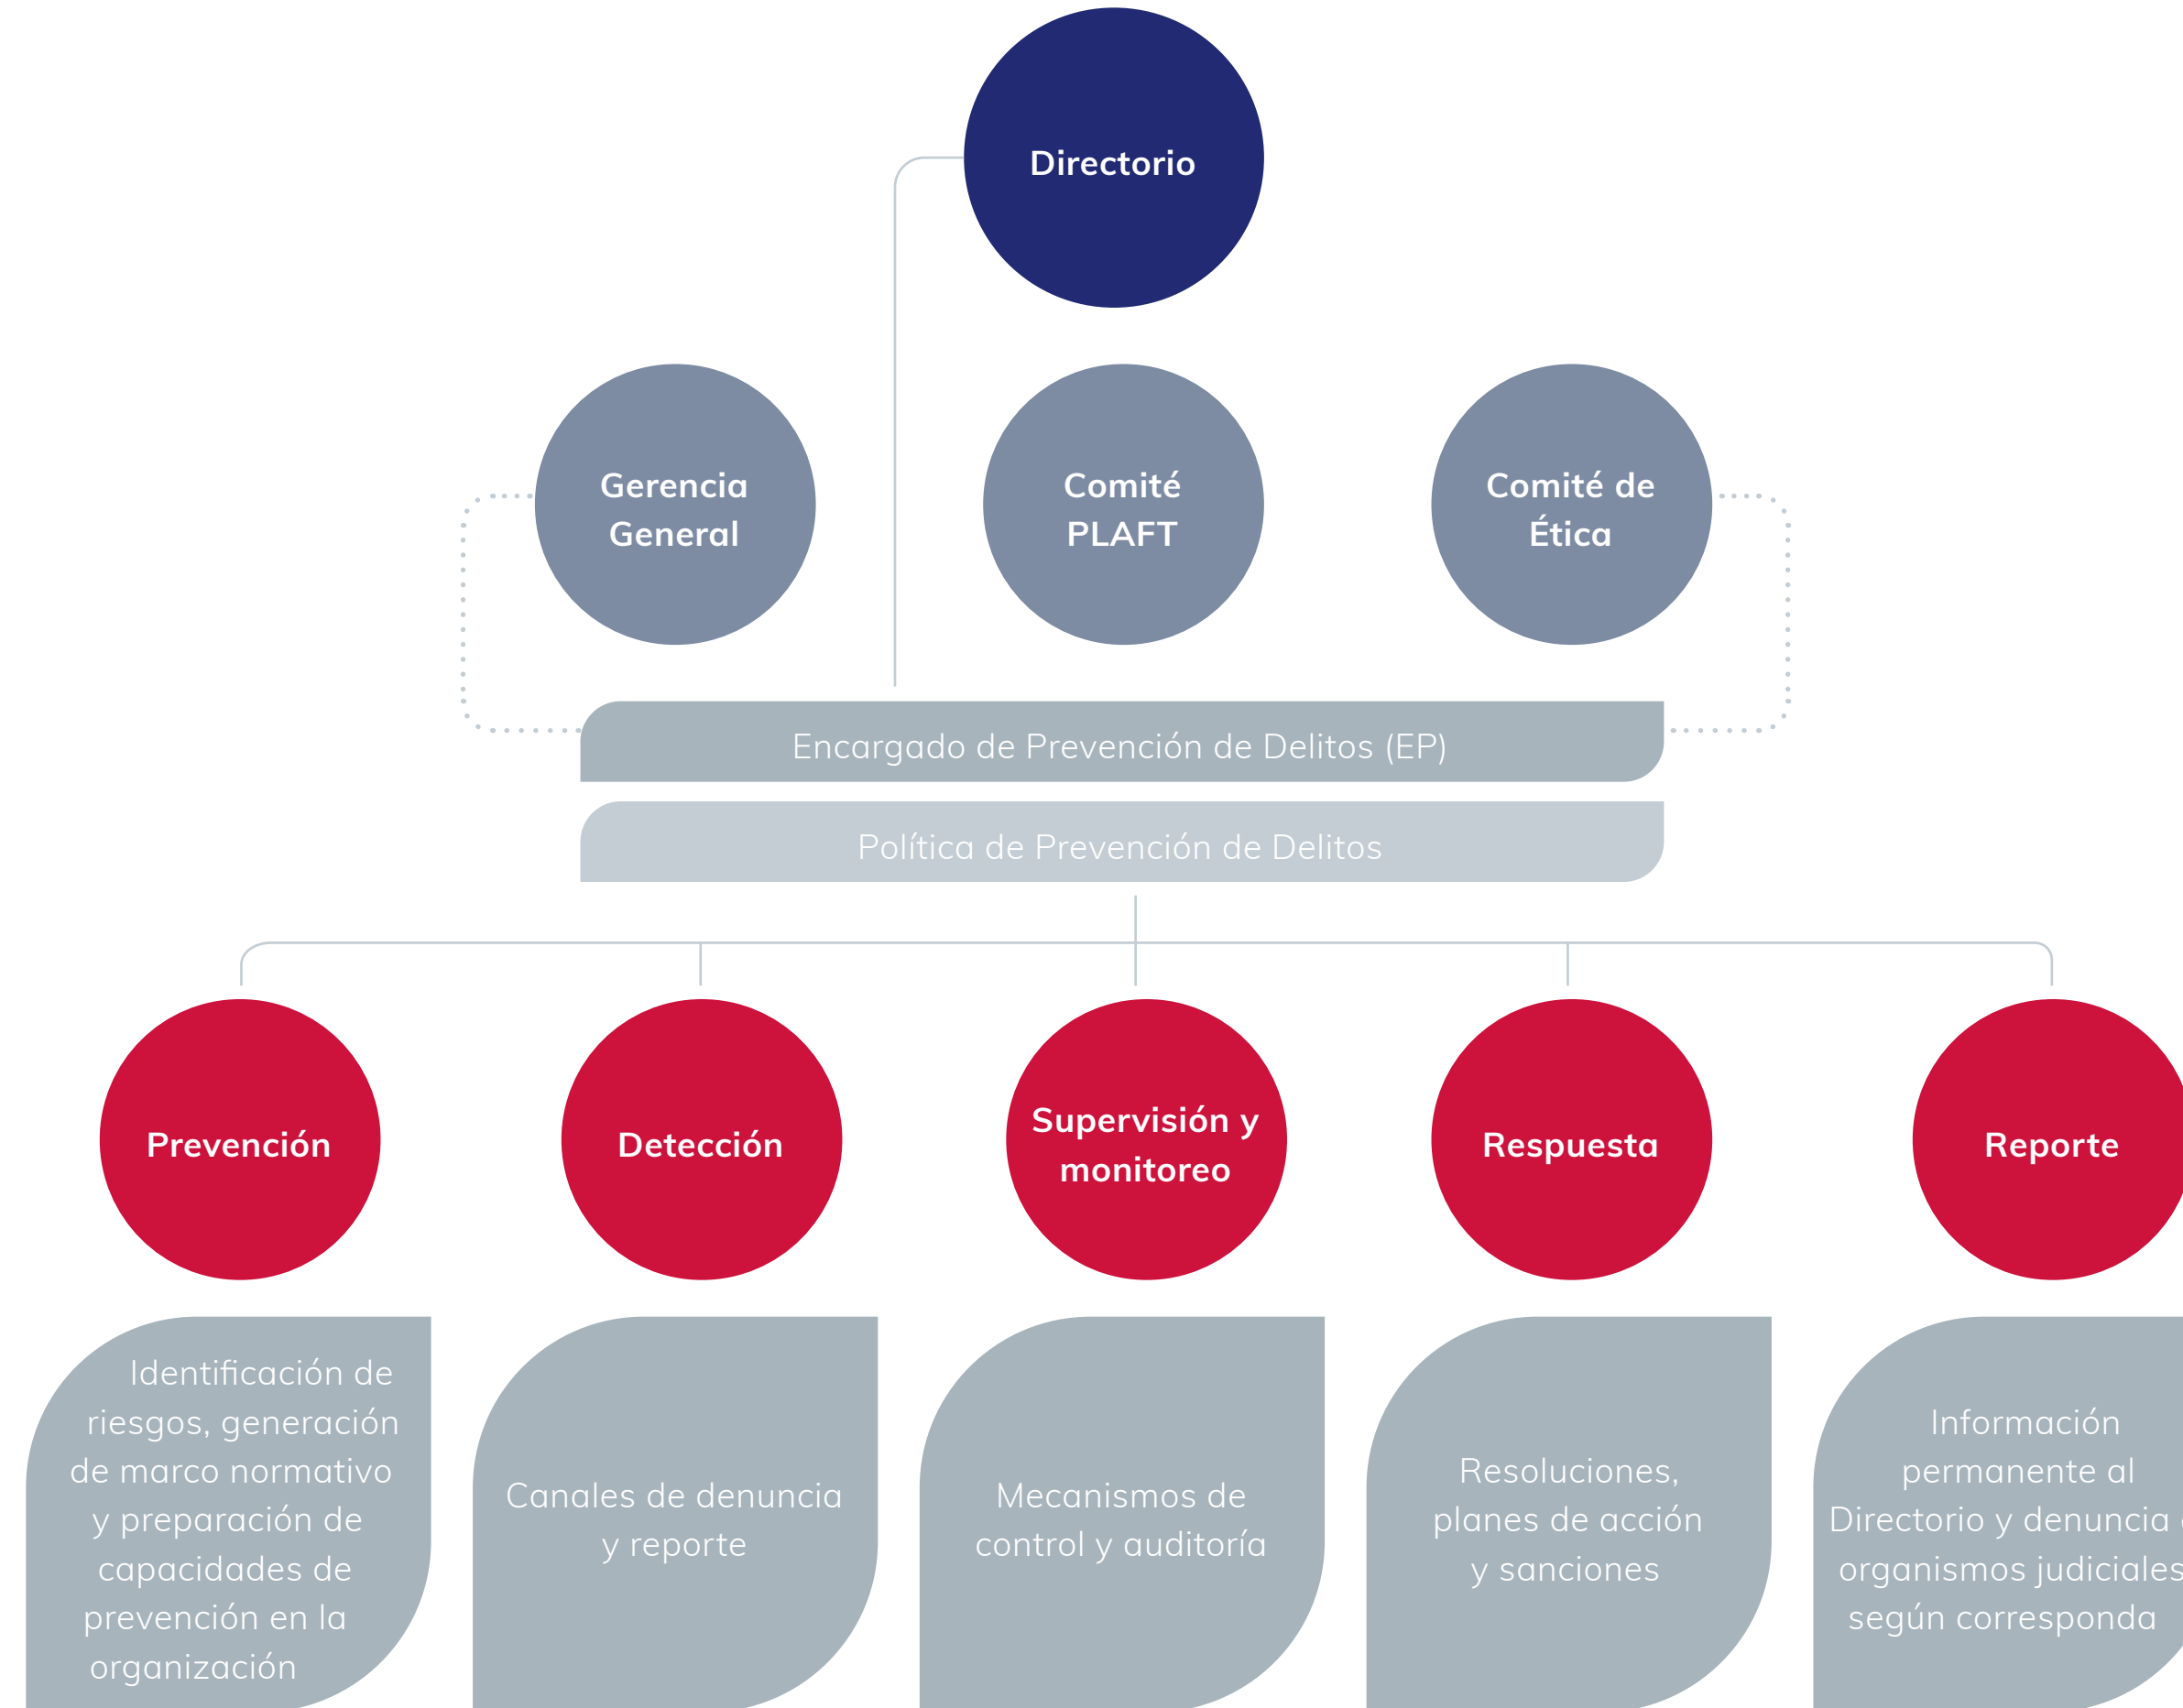 Directorio
Gerencia
General
Comité
PLAFT
Comité de
Ética
Encargado de Prevención de Delitos (EP)
Política de Prevención de Delitos
Prevención
Detección
Supervisión y
monitoreo
Respuesta
Reporte
Identificación de
riesgos, generación
de marco normativo
y preparación de
capacidades de
prevención en la
organización
Canales de denuncia
y reporte
Mecanismos de
control y auditoría
Resoluciones,
planes de acción
y sanciones
Información
permanente al
Directorio y denuncia
organismos judiciales
según corresponda